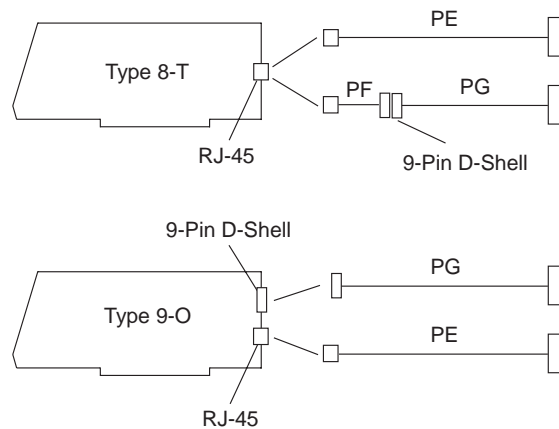 PE
Type 8-T
PF
PG
RJ-45
9-Pin D-Shell
9-Pin D-Shell
PG
Type 9-O
PE
RJ-45